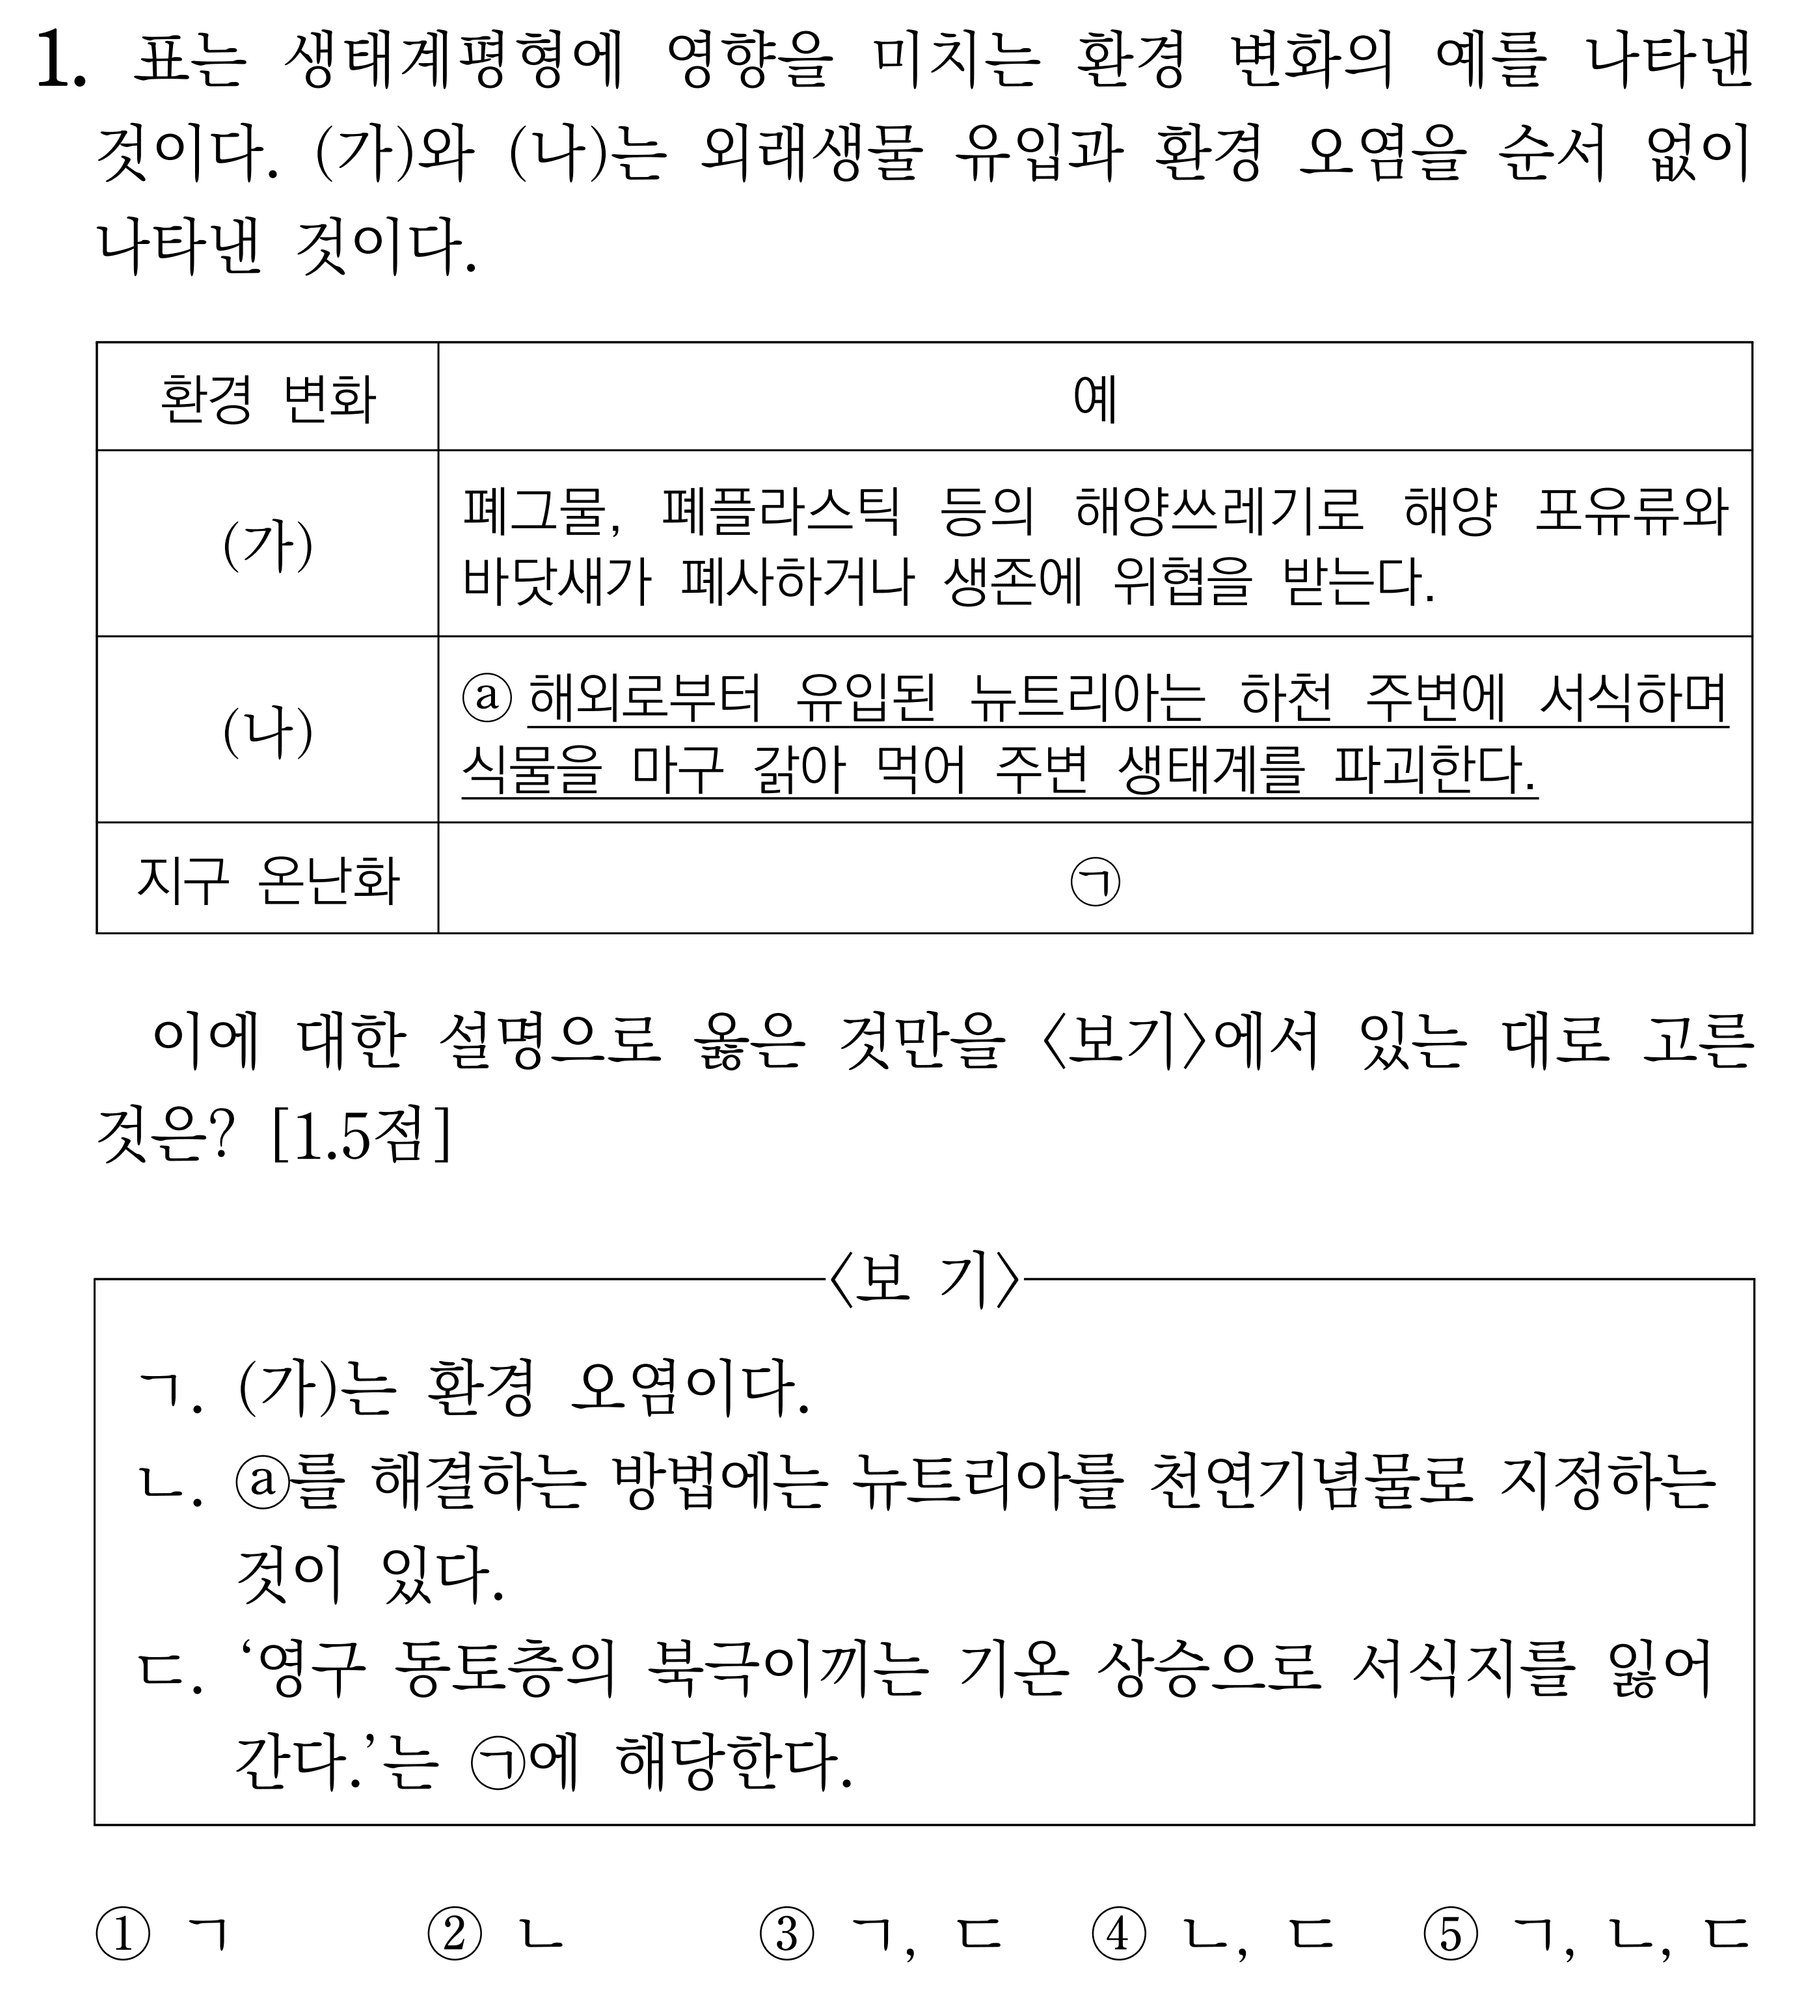 1. 표는 생태계평형에 영향을 미치는 환경 변화의 예를 나타낸
것이다. (가)와 (나)는 외래생물 유입과 환경 오염을 순서 없이
나타낸 것이다.
환경 변화 예
(가) 폐그물, 폐플라스틱 등의 해양쓰레기로 해양 포유류와
바닷새가 폐사하거나 생존에 위협을 받는다.
(나) ⓐ 해외로부터 유입된 뉴트리아는 하천 주변에 서식하며
식물을 마구 갉아 먹어 주변 생태계를 파괴한다.
지구 온난화 ㉠
이에 대한 설명으로 옳은 것만을 〈보기〉에서 있는 대로 고른
것은? [1.5점]
〈보 기〉
ㄱ. (가)는 환경 오염이다.
ㄴ. ⓐ를 해결하는 방법에는 뉴트리아를 천연기념물로 지정하는
것이 있다.
ㄷ. ‘영구 동토층의 북극이끼는 기온 상승으로 서식지를 잃어
간다.’는 ㉠에 해당한다.
① ㄱ ② ㄴ ③ ㄱ, ㄷ ④ ㄴ, ㄷ ⑤ ㄱ, ㄴ, ㄷ